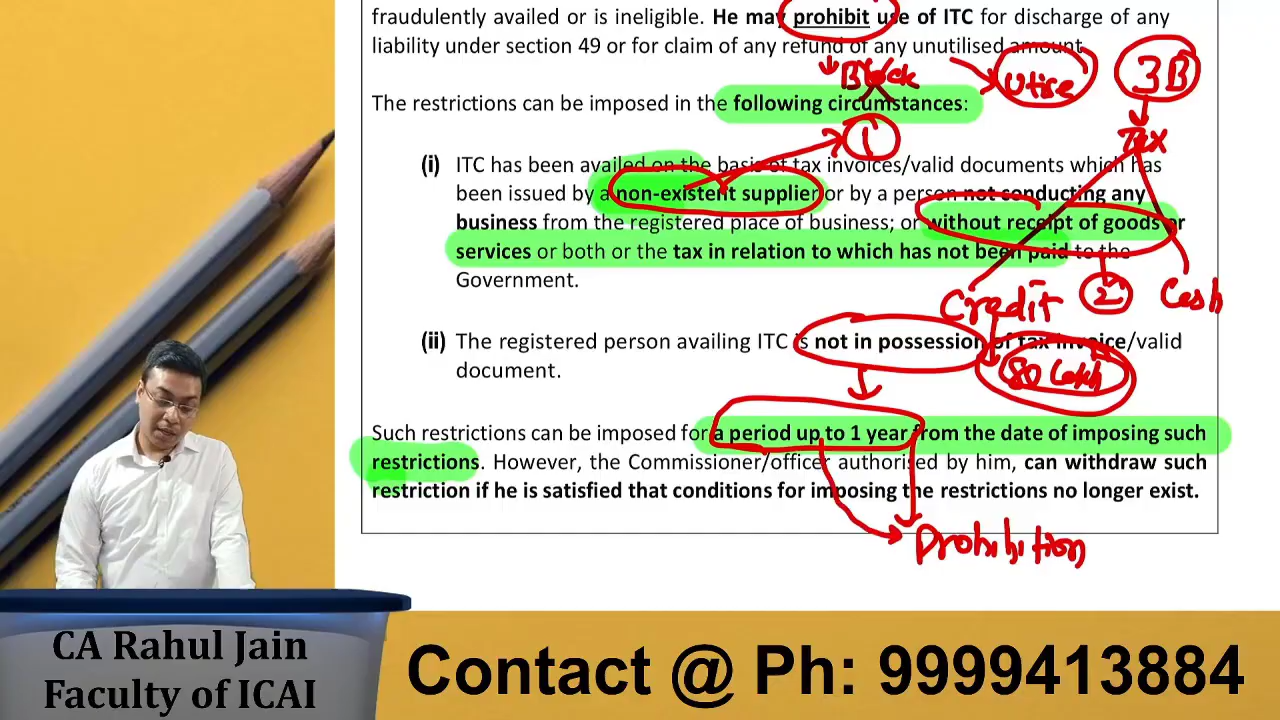 fraudulently availed or is ineligible. He may prohibit use of ITC for discharge of any
liability under section 49 or for claim of any refund of any unutilised amount
Block
Utise
3B
The restrictions can be imposed in the following circumstances:
1
Tax
(i) ITC has been availed on the basis of tax invoices/valid documents which has
been issued by a non-existent supplier or by a person not conducting any
business from the registered place of business; or without receipt of goods or
services or both or the tax in relation to which has not been paid to the
Government.
Credit
2
Cash
(ii) The registered person availing ITC is not in possession of tax invoice/valid
document.
80 Lakh
Such restrictions can be imposed for a period up to 1 year from the date of imposing such
restrictions. However, the Commissioner/officer authorised by him, can withdraw such
restriction if he is satisfied that conditions for imposing the restrictions no longer exist.
Prohibition
CA Rahul Jain
Faculty of ICAI
Contact @ Ph: 9999413884